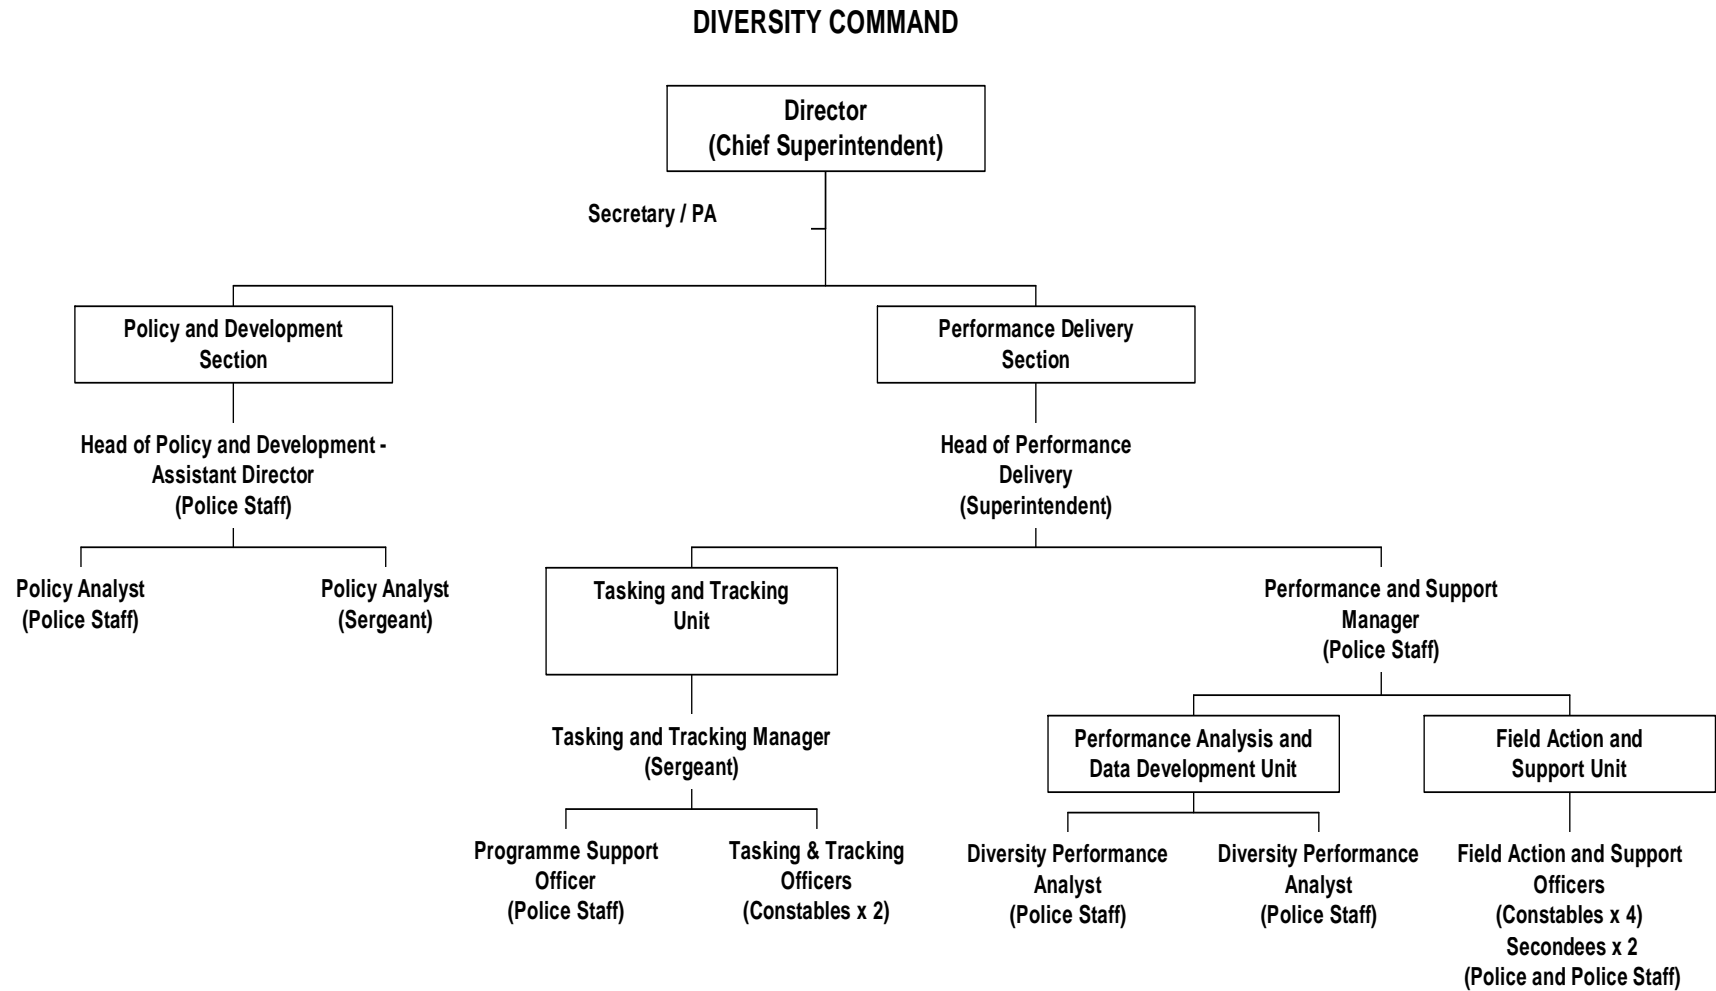 DIVERSITY COMMAND
Director
(Chief Superintendent)
Secretary / PA
Policy and Development
Section
Performance Delivery
Section
Head of Policy and Development -
Assistant Director
(Police Staff)
Head of Performance
Delivery
(Superintendent)
Policy Analyst
(Police Staff)
Policy Analyst
(Sergeant)
Tasking and Tracking
Unit
Performance and Support
Manager
(Police Staff)
Tasking and Tracking Manager
(Sergeant)
Performance Analysis and
Data Development Unit
Field Action and
Support Unit
Programme Support
Officer
(Police Staff)
Tasking & Tracking
Officers
(Constables x 2)
Diversity Performance
Analyst
(Police Staff)
Diversity Performance
Analyst
(Police Staff)
Field Action and Support
Officers
(Constables x 4)
Secondees x 2
(Police and Police Staff)